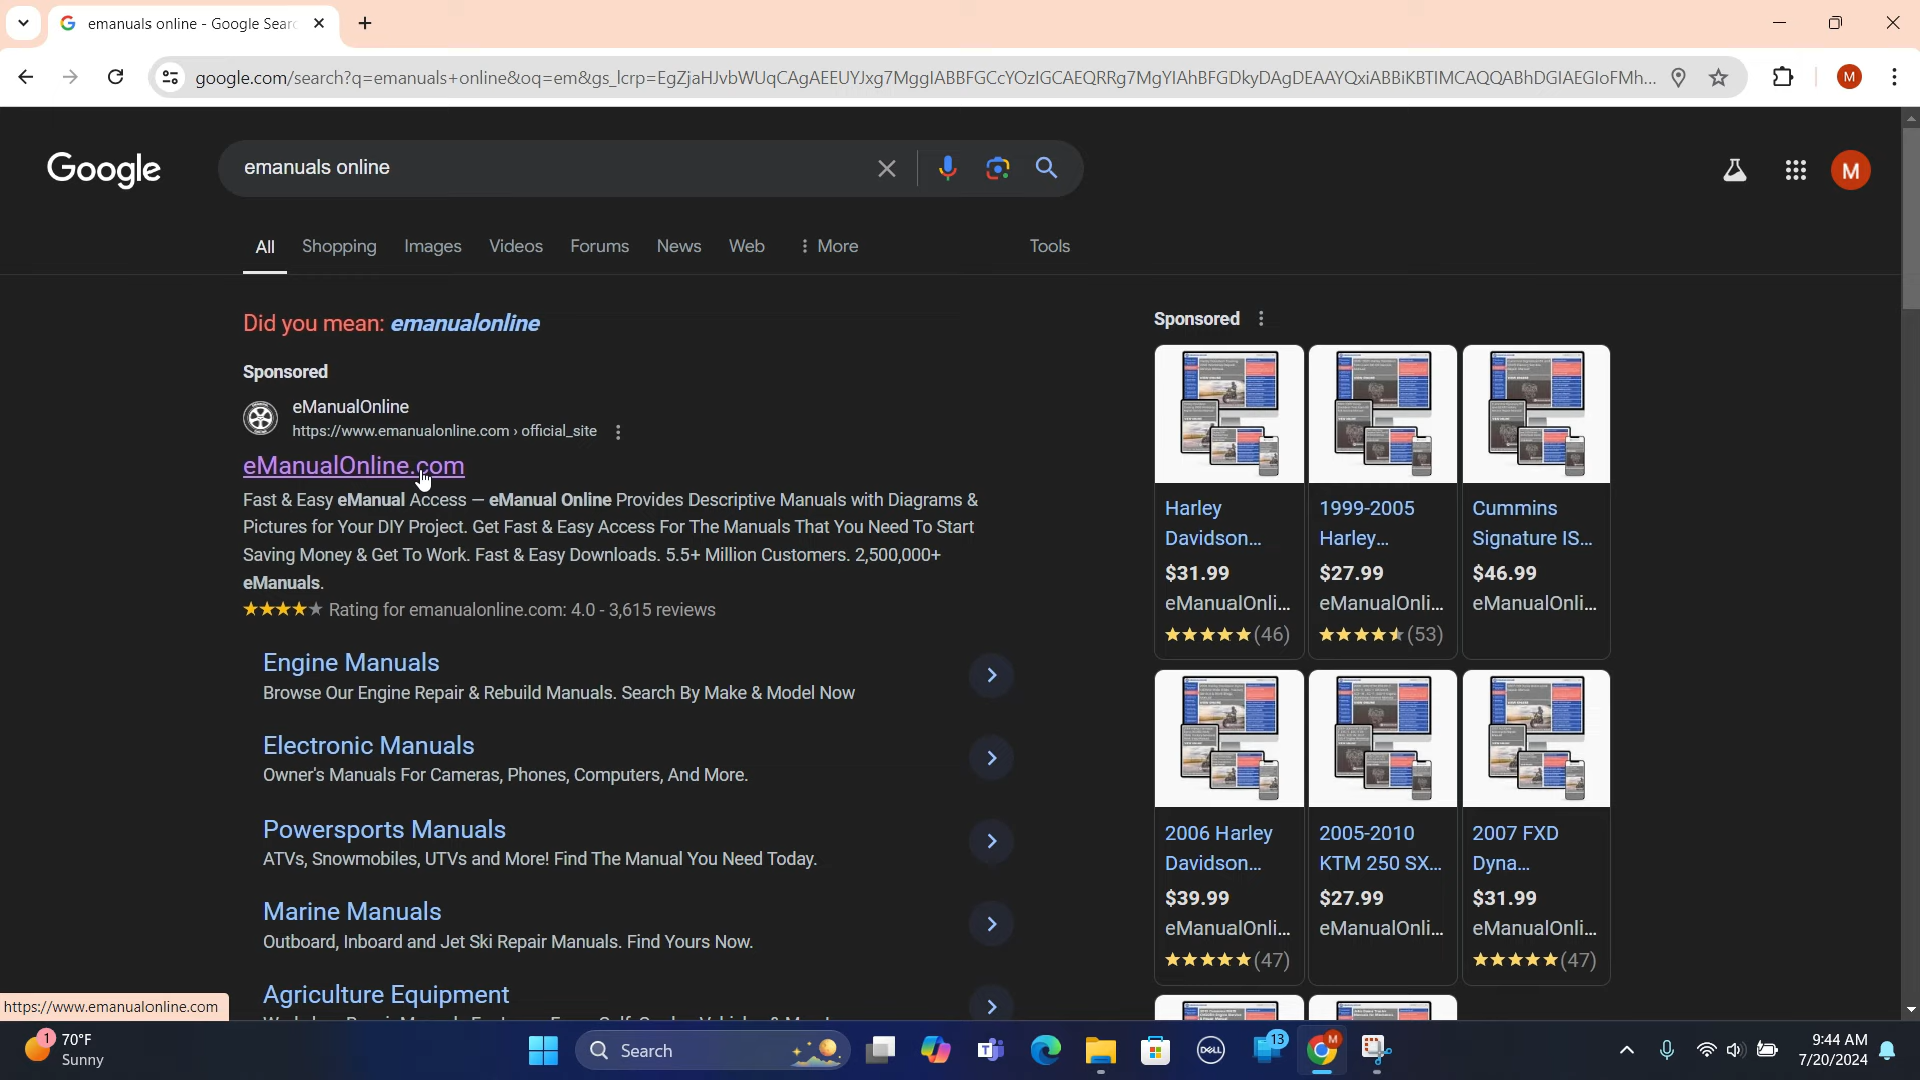 emanuals online - Google Sear
google.com/search?q=emanuals+online&oq=em&gs_lcrp=EgZjaHJvbWUqCAgAEEUYJxg7MggIABBFGCcYOzIGCAEQRRg7MgYIAhBFGDkyDAgDEAAYQxiABBiKBTIMCAQQABhDGIAEGIoFMh...
M
Google
emanuals online
M
All Shopping Images Videos Forums News Web More Tools
Did you mean: emanualonline
Sponsored
eManualOnline
https://www.emanualonline.com › official_site
eManualOnline.com
Fast & Easy eManual Access — eManual Online Provides Descriptive Manuals with Diagrams &
Pictures for Your DIY Project. Get Fast & Easy Access For The Manuals That You Need To Start
Saving Money & Get To Work. Fast & Easy Downloads. 5.5+ Million Customers. 2,500,000+
eManuals.
Rating for emanualonline.com: 4.0 - 3,615 reviews
Engine Manuals
Browse Our Engine Repair & Rebuild Manuals. Search By Make & Model Now
Electronic Manuals
Owner's Manuals For Cameras, Phones, Computers, And More.
Powersports Manuals
ATVs, Snowmobiles, UTVs and More! Find The Manual You Need Today.
Marine Manuals
Outboard, Inboard and Jet Ski Repair Manuals. Find Yours Now.
Agriculture Equipment
Sponsored
Harley
Davidson...
$31.99
eManualOnli...
(46)
1999-2005
Harley...
$27.99
eManualOnli...
(53)
Cummins
Signature IS...
$46.99
eManualOnli...
2006 Harley
Davidson...
$39.99
eManualOnli...
(47)
2005-2010
KTM 250 SX...
$27.99
eManualOnli...
2007 FXD
Dyna...
$31.99
eManualOnli...
(47)
https://www.emanualonline.com
1
70°F
Sunny
Search
DELL
13
M
9:44 AM
7/20/2024